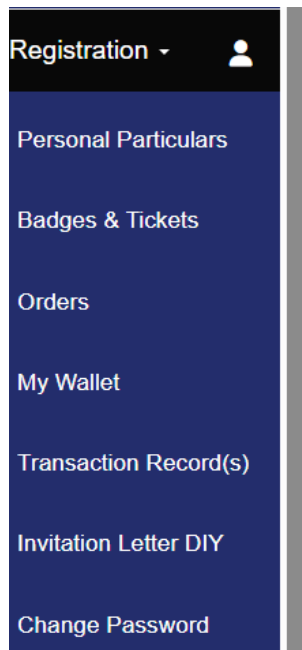 Registration
Personal Particulars
Badges & Tickets
Orders
My Wallet
Transaction Record(s)
Invitation Letter DIY
Change Password